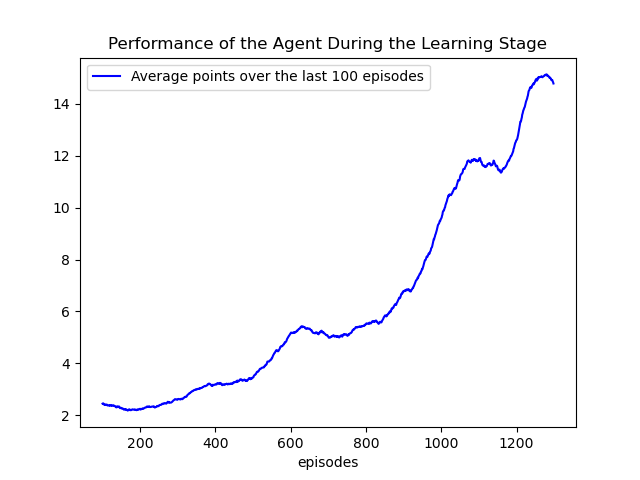 Performance of the Agent During the Learning Stage
Average points over the last 100 episodes
14
12
10
8
6
4
2
200 400 600 800 1000 1200
episodes